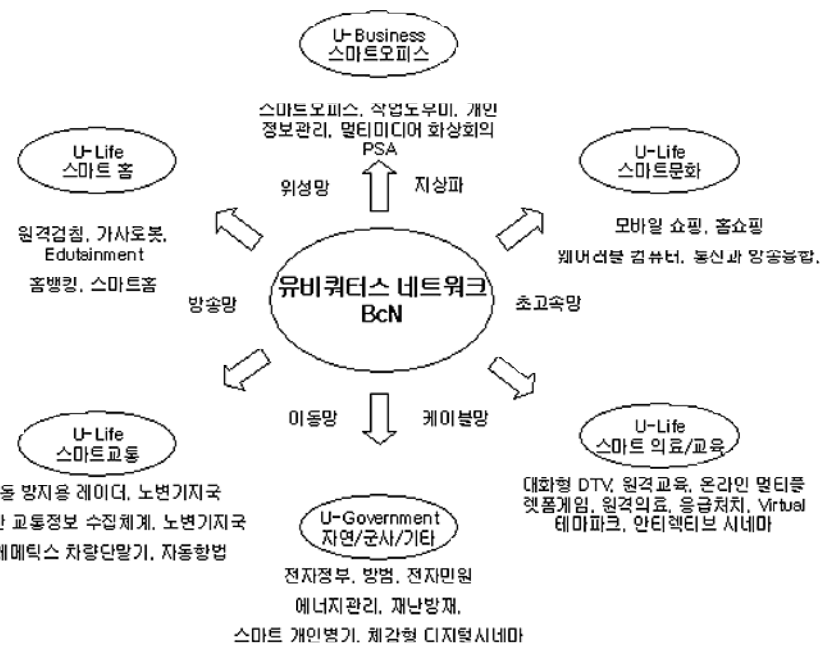 U-Business
스마트오피스
스마트오피스, 작업도우미, 개인
정보관리, 멀티미디어 화상회의
PSA
U-Life
스마트 홈
U-Life
스마트문화
위성망
지상파
원격검침, 가사로봇,
Edutainment
홈뱅킹, 스마트홈
모바일 쇼핑, 홈쇼핑
웨어러블 컴퓨터, 통신과 방송융합,
방송망
유비쿼터스 네트워크
BcN
초고속망
이동망
케이블망
U-Life
스마트교통
U-Life
스마트 의료/교육
돌 방지용 레이더, 노변기지국
교통정보 수집체계, 노변기지국
차량단말기, 자동항법
대화형 DTV, 원격교육, 온라인 멀티플
렛폼게임, 원격의료, 응급처치, Virtual
테마파크, 안티렉티브 시네마
U-Government
자연/군사/기타
전자정부, 방범, 전자민원
에너지관리, 재난방재,
스마트 개인병기, 체감형 디지털시네마